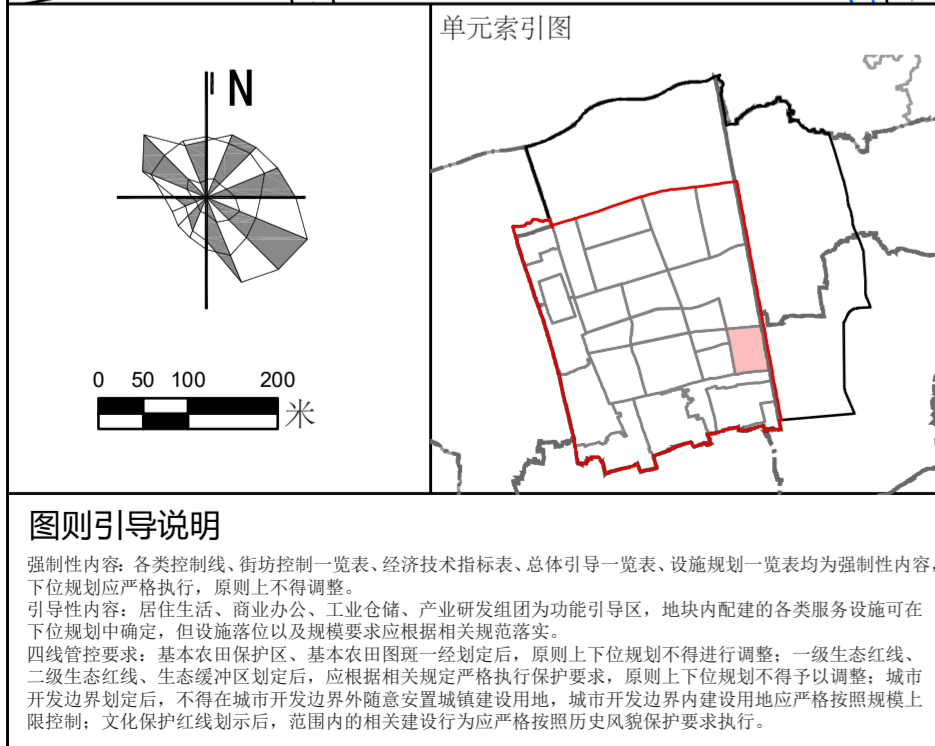 单元索引图
N
0 50 100 200
米
图则引导说明
强制性内容：各类控制线、街坊控制一览表、经济技术指标表、总体引导一览表、设施规划一览表均为强制性内容，
下位规划应严格执行，原则上不得调整。
引导性内容：居住生活、商业办公、工业仓储、产业研发组团为功能引导区，地块内配建的各类服务设施可在
下位规划中确定，但设施落位以及规模要求应根据相关规范落实。
四线管控要求：基本农田保护区、基本农田图斑一经划定后，原则上下位规划不得进行调整；一级生态红线、
二级生态红线、生态缓冲区划定后，应根据相关规定严格执行保护要求，原则上下位规划不得予以调整；城市
开发边界划定后，不得在城市开发边界外随意安置城镇建设用地，城市开发边界内建设用地应严格按照规模上
限控制；文化保护红线划示后，范围内的相关建设行为应严格按照历史风貌保护要求执行。